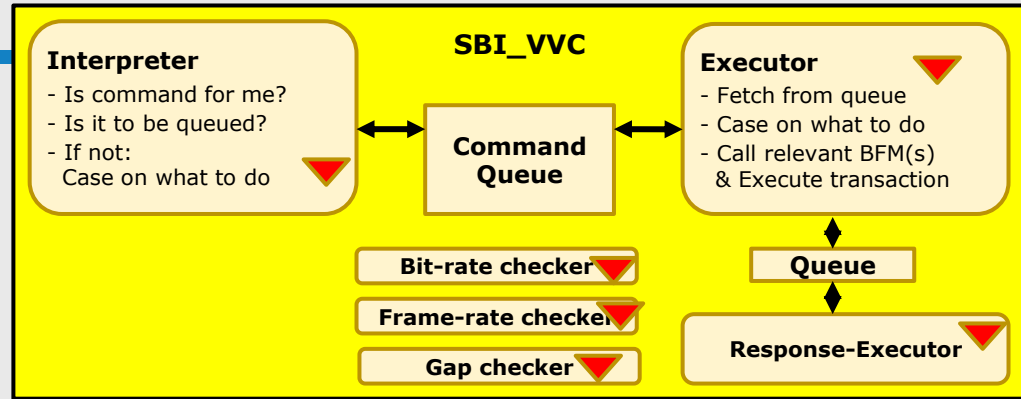 SBI_VVC
Interpreter
- Is command for me?
- Is it to be queued?
- If not:
Case on what to do
Command
Queue
Executor
- Fetch from queue
- Case on what to do
- Call relevant BFM(s)
& Execute transaction
Bit-rate checker
Frame-rate checker
Gap checker
Queue
Response-Executor